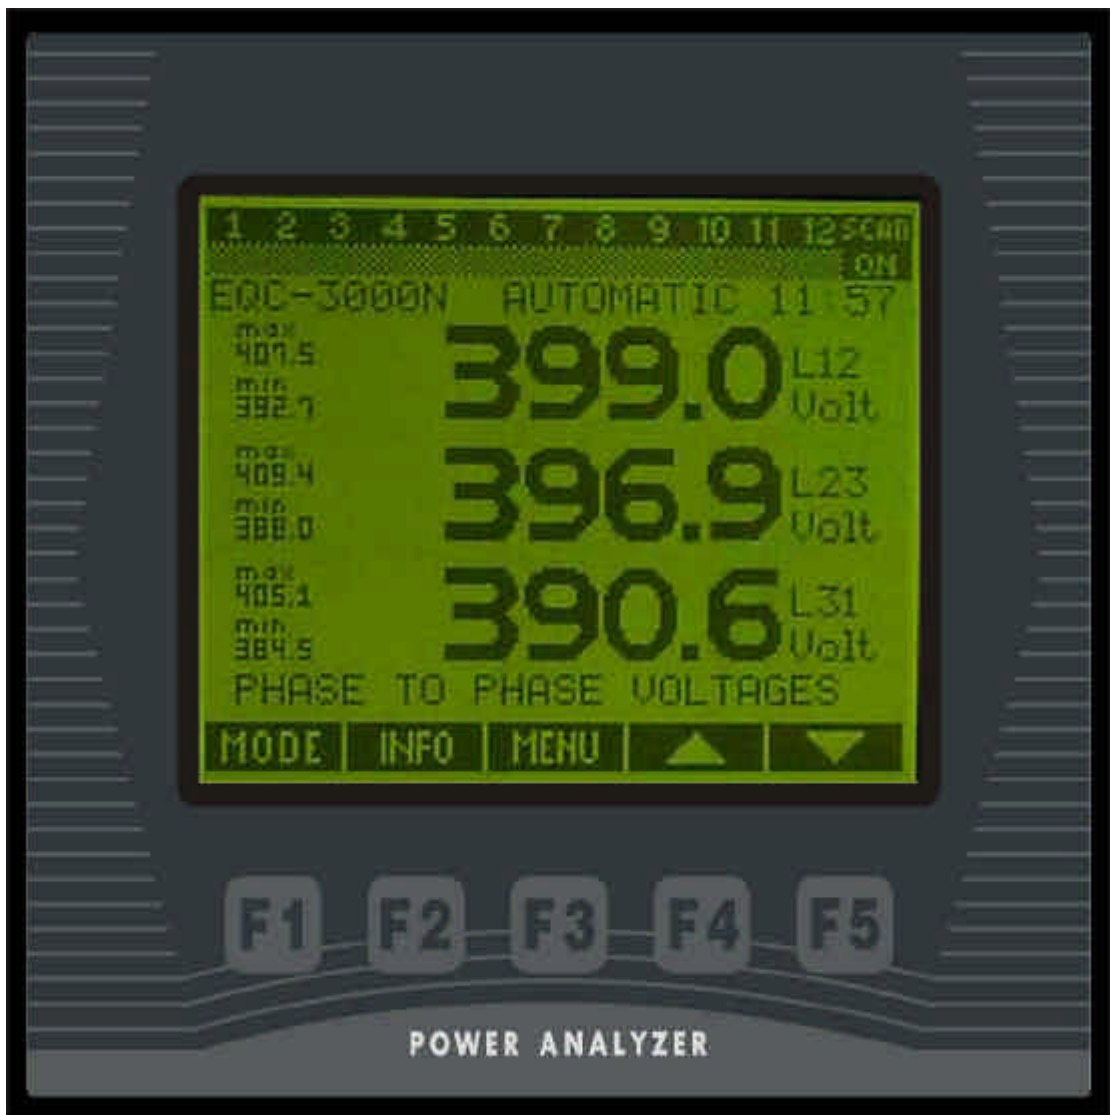 1 2 3 4 5 6 7 8 9 10 11 12 SCAN
ON
EQC-3000N AUTOMATIC 11:57
max
407.5
min
392.7
399.0
L12
Volt
max
409.4
min
388.0
396.9
L23
Volt
max
405.1
min
384.5
390.6
L31
Volt
PHASE TO PHASE VOLTAGES
MODE INFO MENU
F1 F2 F3 F4 F5
POWER ANALYZER